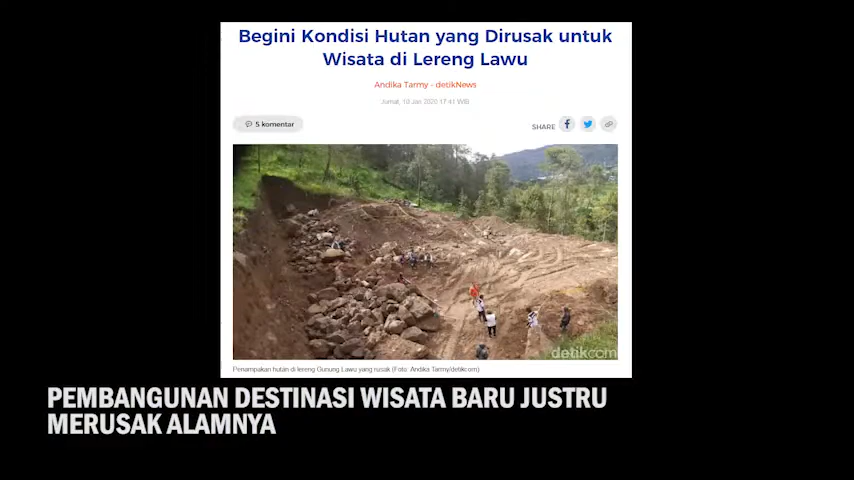 Begini Kondisi Hutan yang Dirusak untuk
Wisata di Lereng Lawu
Andika Tarmy - detikNews
Jumat, 10 Jan 2020 17:41 WIB
5 komentar
SHARE
detikcom
Penampakan hutan di lereng Gunung Lawu yang rusak (Foto: Andika Tarmy/detikcom)
PEMBANGUNAN DESTINASI WISATA BARU JUSTRU
MERUSAK ALAMNYA